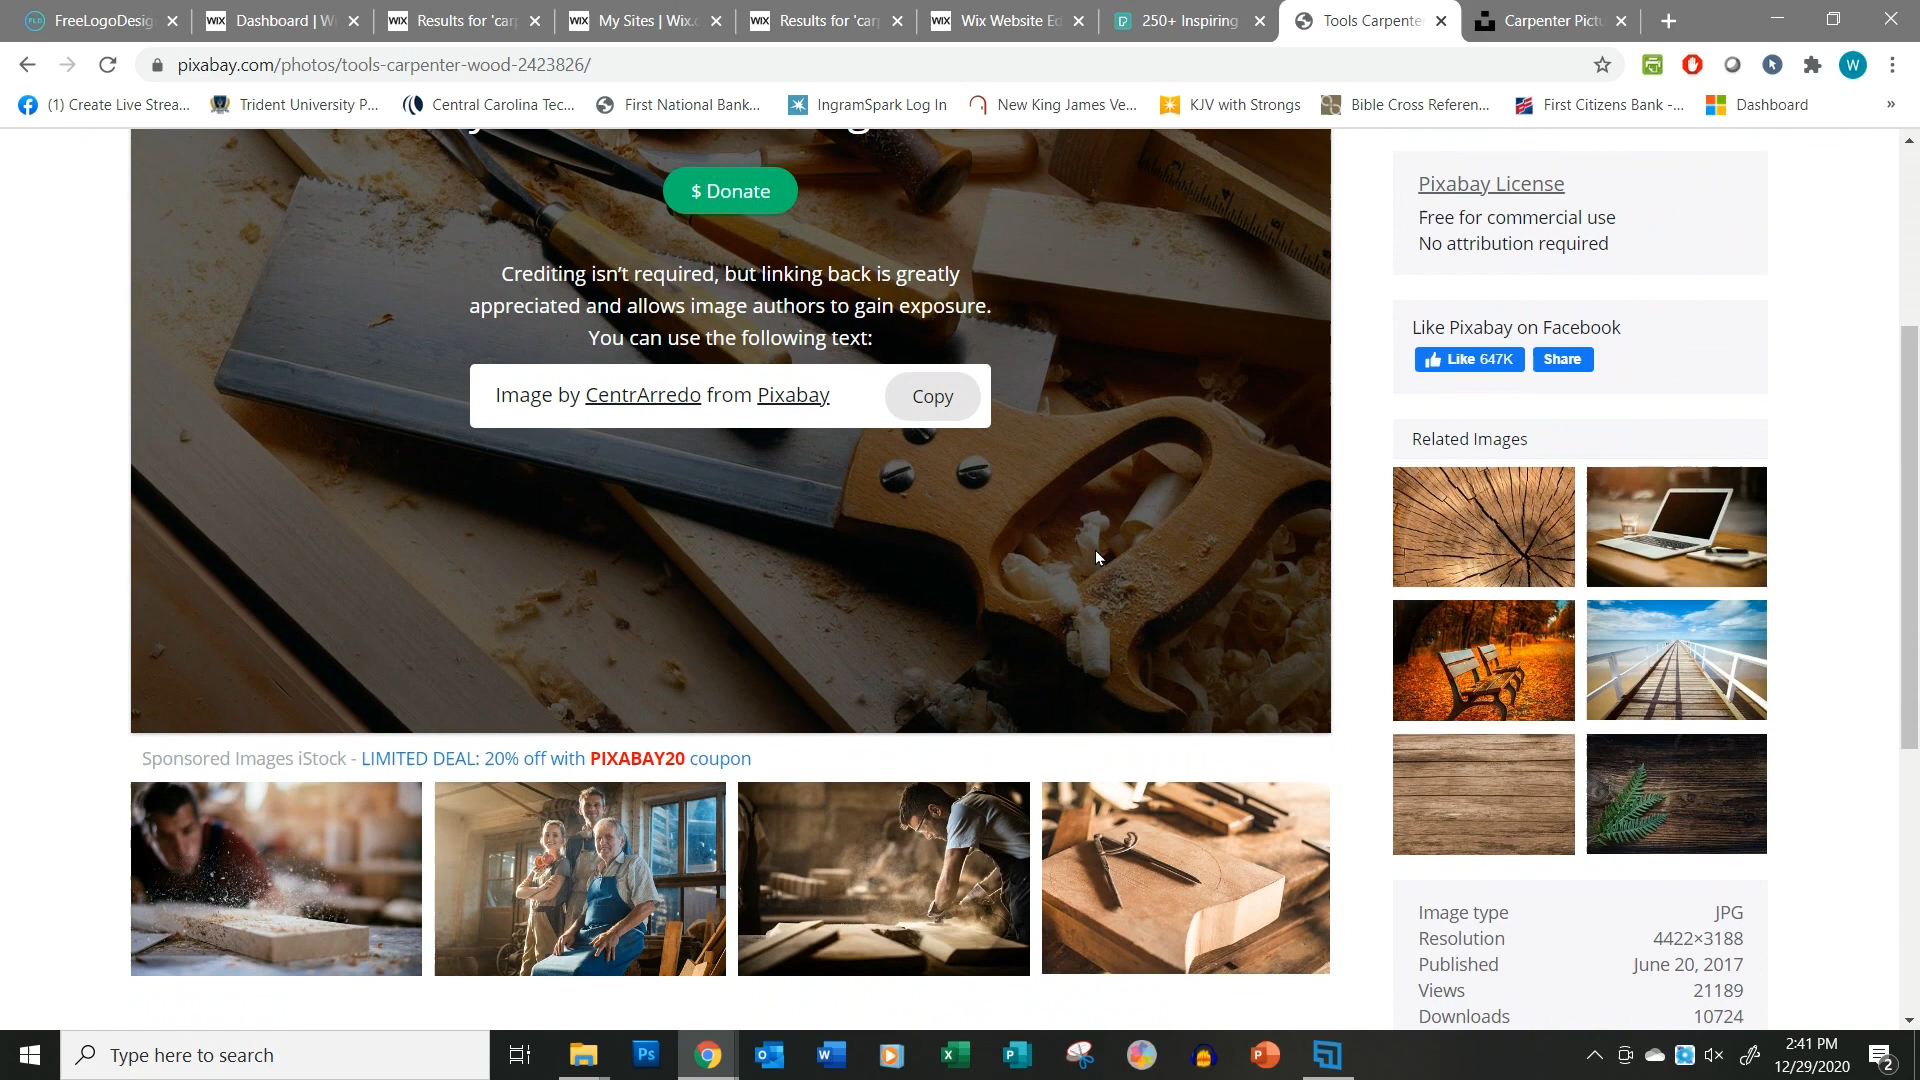 FreeLogoDesig
Dashboard | W
Results for 'car
My Sites | Wix.c
Results for 'car
Wix Website Ed
250+ Inspiring
Tools Carpente
Carpenter Pictu
pixabay.com/photos/tools-carpenter-wood-2423826/
W
(1) Create Live Strea...
Trident University P...
Central Carolina Tec...
First National Bank...
IngramSpark Log In
New King James Ve...
KJV with Strongs
Bible Cross Referen...
First Citizens Bank -...
Dashboard
»
$ Donate
Crediting isn't required, but linking back is greatly
appreciated and allows image authors to gain exposure.
You can use the following text:
Image by CentrArredo from Pixabay
Copy
Pixabay License
Free for commercial use
No attribution required
Like Pixabay on Facebook
Like 647K
Share
Related Images
Sponsored Images iStock - LIMITED DEAL: 20% off with PIXABAY20 coupon
Image type JPG
Resolution 4422×3188
Published June 20, 2017
Views 21189
Downloads 10724
Type here to search
2:41 PM
12/29/2020
2